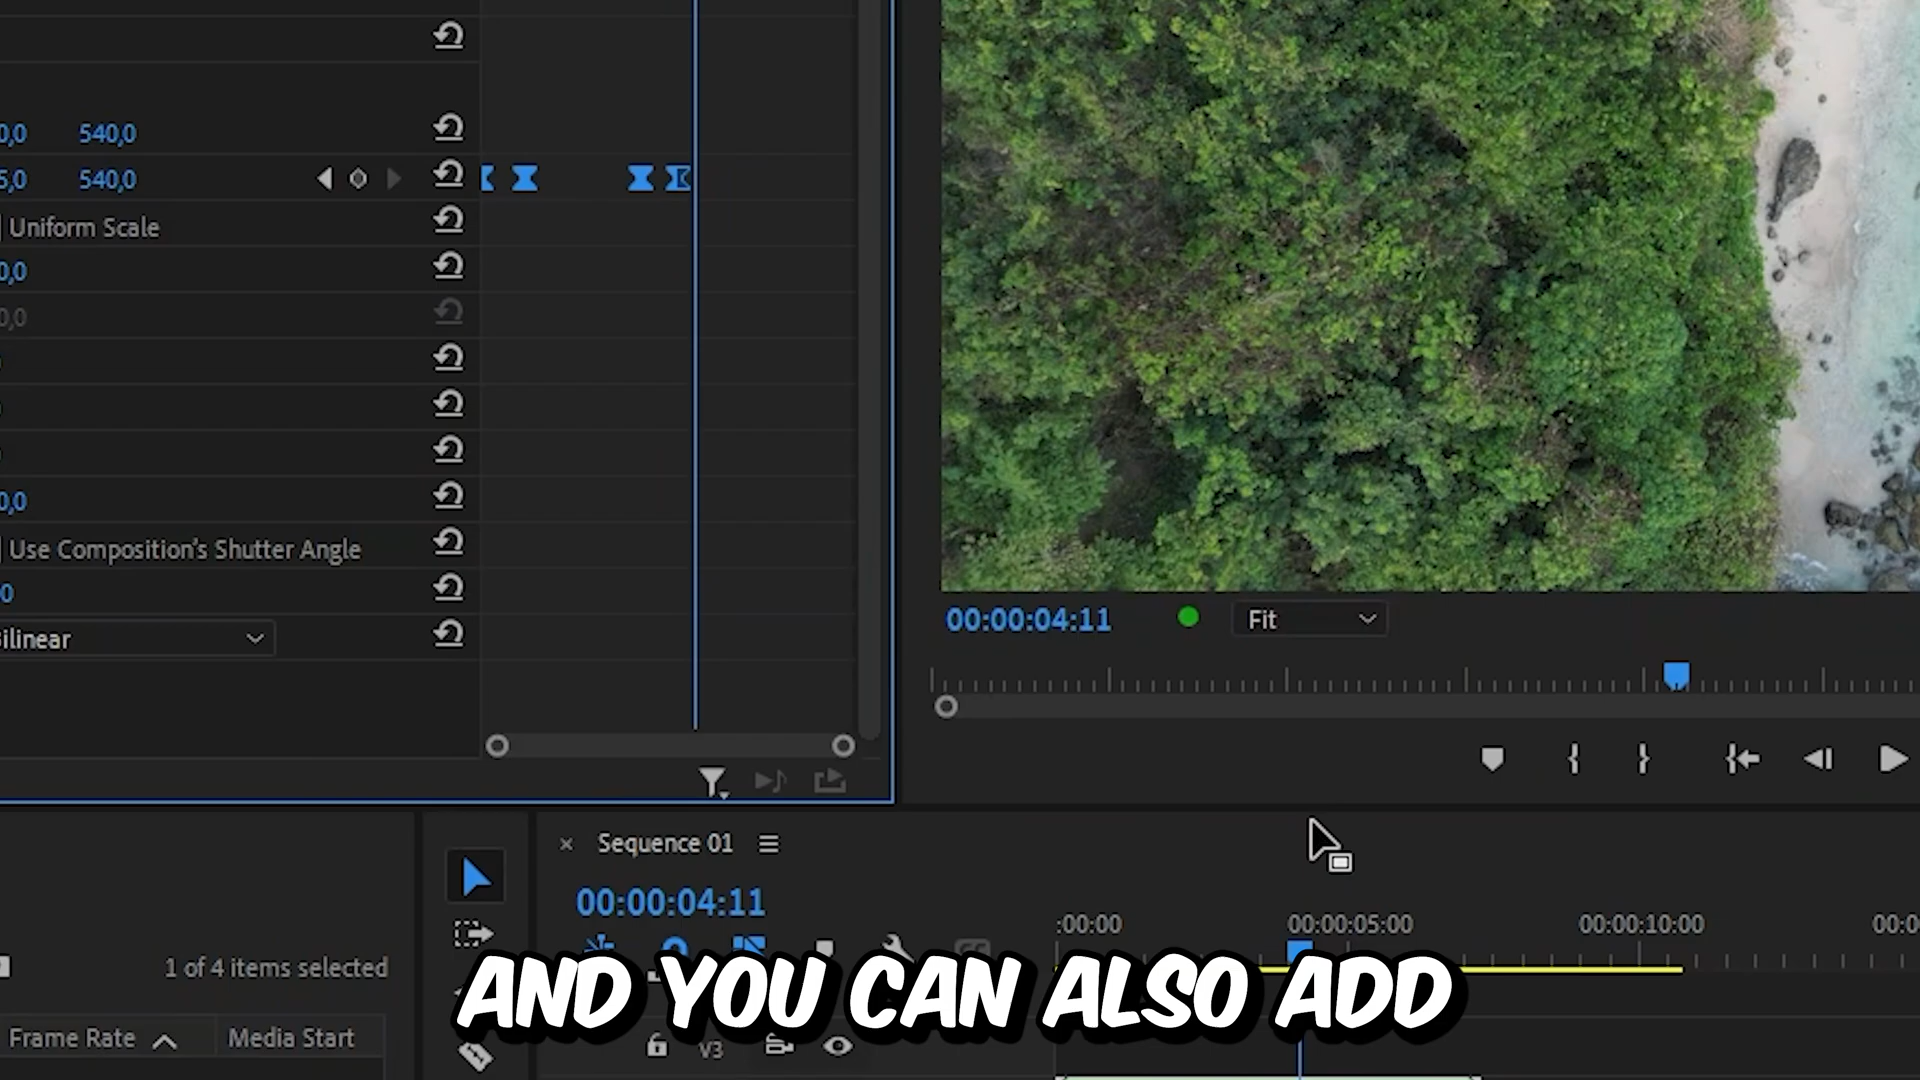 0,0 540,0
5,0 540,0
Uniform Scale
0,0
0,0
0,0
Use Composition's Shutter Angle
0
ilinear
00:00:04:11 Fit
Sequence 01
00:00:04:11
:00:00 00:00:05:00 00:00:10:00 00:0
1 of 4 items selected
AND YOU CAN ALSO ADD
Frame Rate Media Start
V3